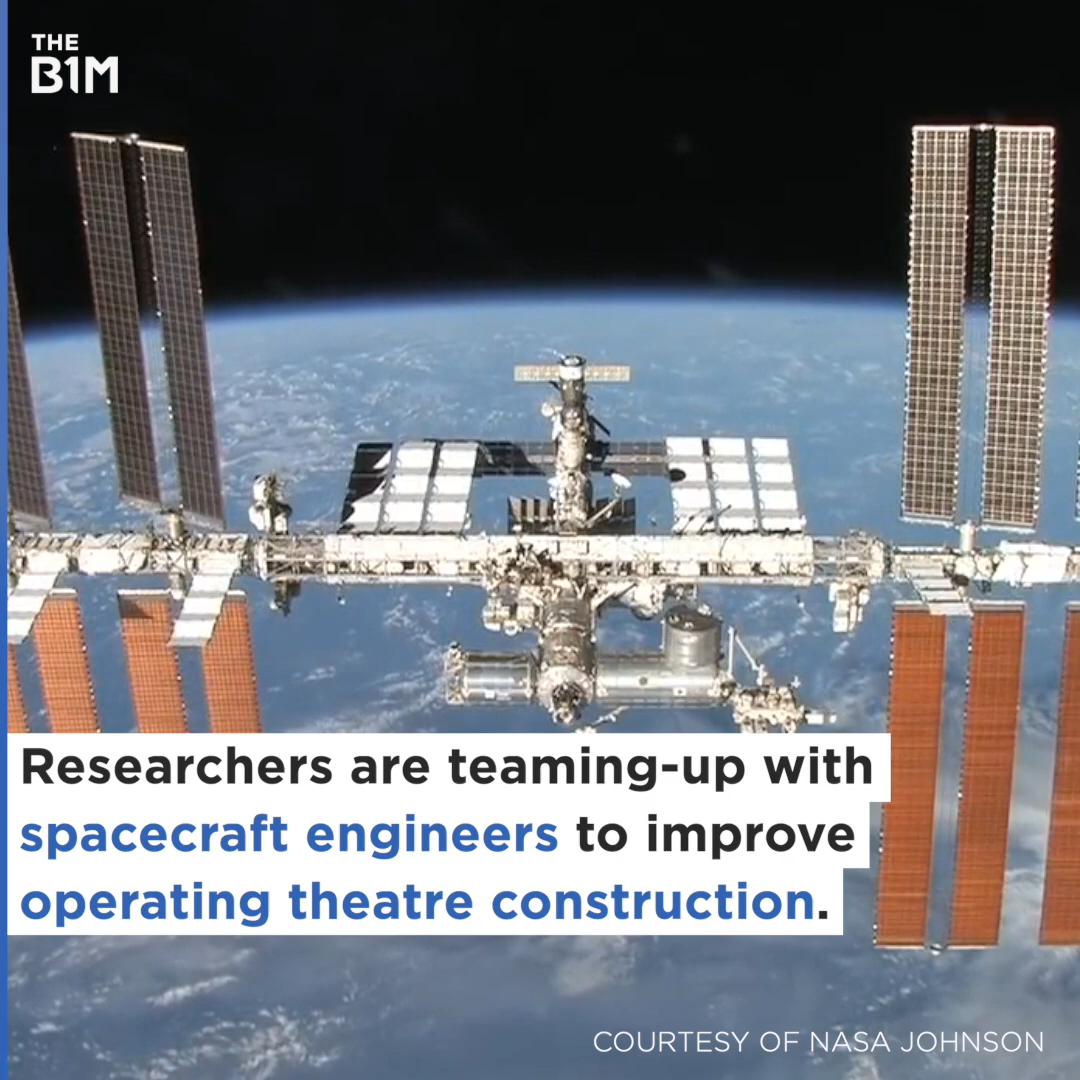 THE
B1M
Researchers are teaming-up with
spacecraft engineers to improve
operating theatre construction.
COURTESY OF NASA JOHNSON